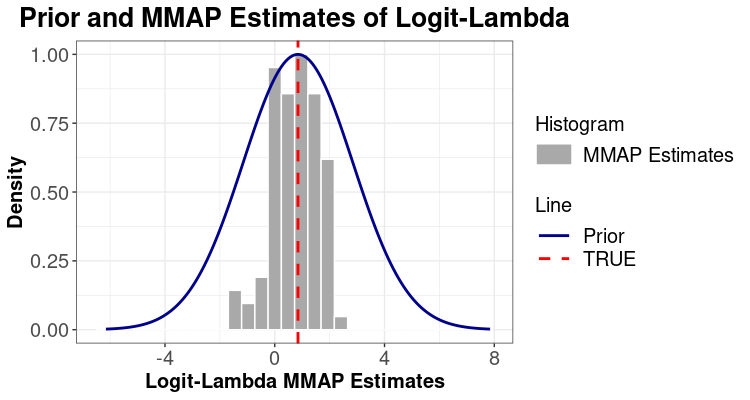 Prior and MMAP Estimates of Logit-Lambda
1.00
0.75
0.50
0.25
0.00
Density
-4 0 4 8
Logit-Lambda MMAP Estimates
Histogram
MMAP Estimates
Line
Prior
TRUE